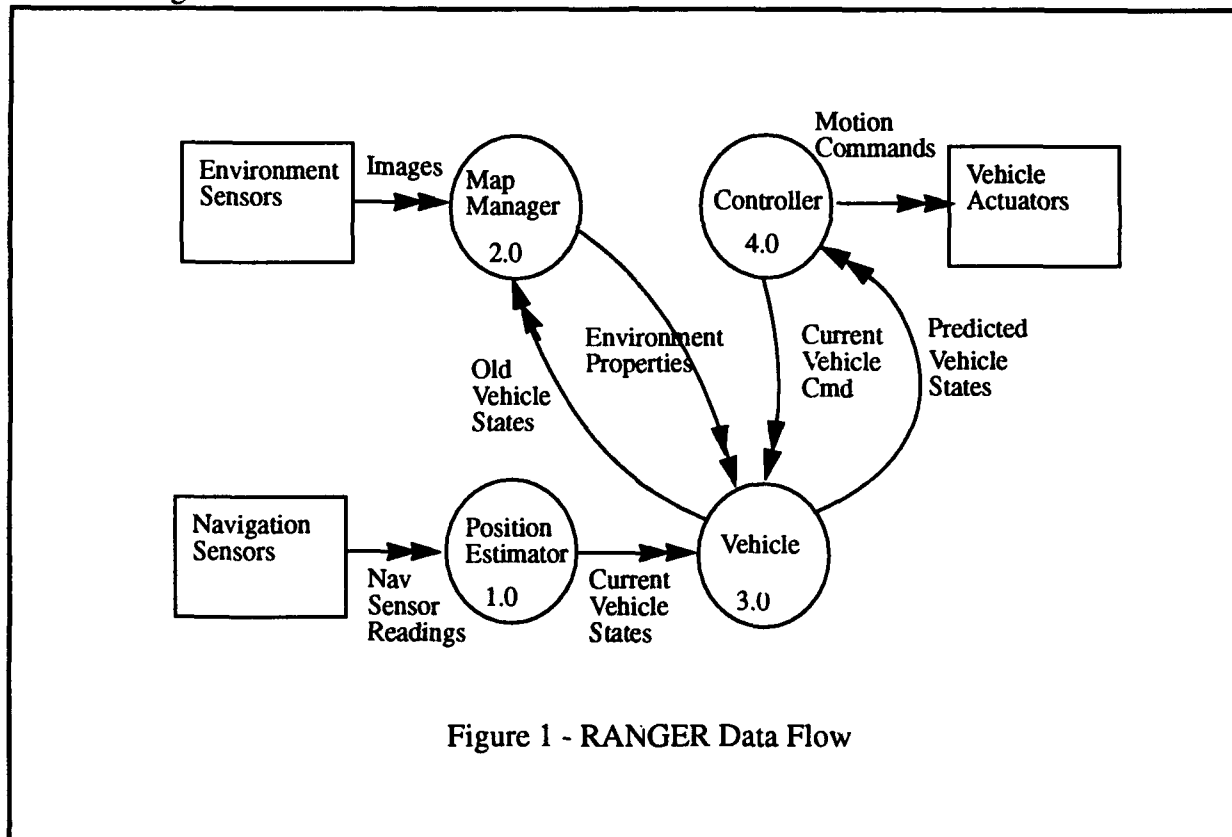 Environment
Sensors
Images
Map
Manager
2.0
Controller
4.0
Motion
Commands
Vehicle
Actuators
Old
Vehicle
States
Environment
Properties
Current
Vehicle
Cmd
Predicted
Vehicle
States
Navigation
Sensors
Nav
Sensor
Readings
Position
Estimator
1.0
Current
Vehicle
States
Vehicle
3.0
Figure 1 - RANGER Data Flow